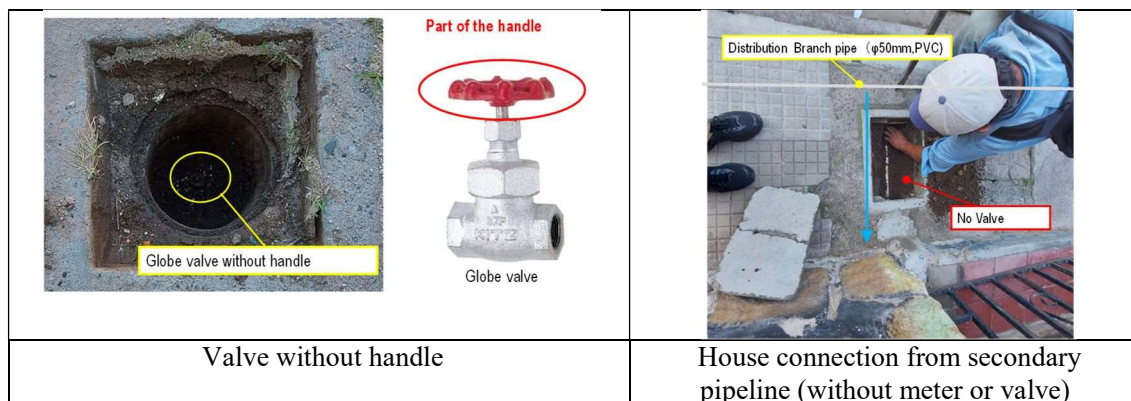 Part of the handle
Globe valve without handle
KITZ
Globe valve
Distribution Branch pipe (φ50mm,PVC)
No Valve
Valve without handle
House connection from secondary
pipeline (without meter or valve)